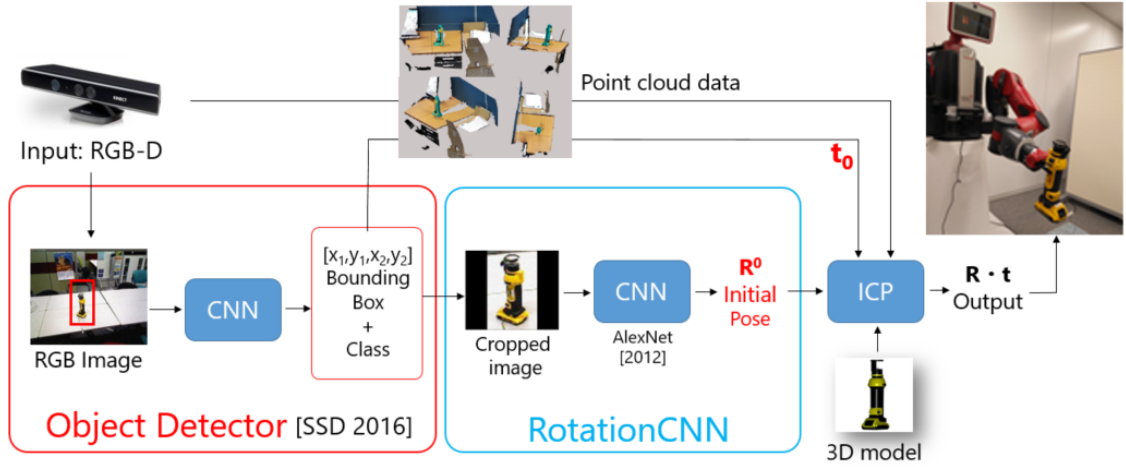 KINECT
Point cloud data
Input: RGB-D
t₀
[x₁,y₁,x₂,y₂]
Bounding
Box
+
Class
CNN
RGB Image
Cropped
image
CNN
AlexNet
[2012]
R⁰
Initial
Pose
ICP
R · t
Output
3D model
Object Detector [SSD 2016]
RotationCNN